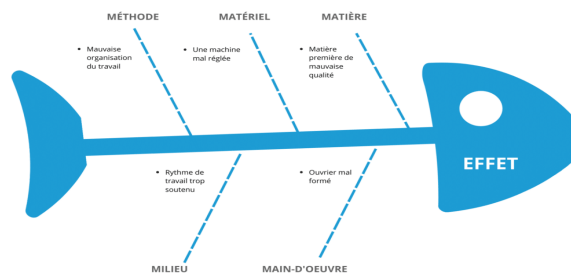 MÉTHODE
MATÉRIEL
MATIÈRE
• Mauvaise
organisation
du travail
• Une machine
mal réglée
• Matière
première de
mauvaise
qualité
EFFET
• Rythme de
travail trop
soutenu
• Ouvrier mal
formé
MILIEU
MAIN-D'OEUVRE